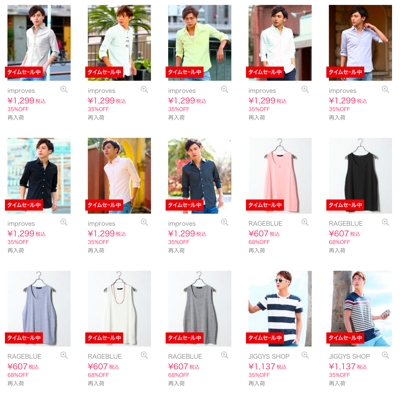 タイムセール中
タイムセール中
タイムセール中
タイムセール中
タイムセール中
improves
improves
improves
improves
improves
¥1,299 税込
¥1,299 税込
¥1,299 税込
¥1,299 税込
¥1,299 税込
35%OFF
35%OFF
35%OFF
35%OFF
35%OFF
再入荷
再入荷
再入荷
再入荷
再入荷
タイムセール中
タイムセール中
タイムセール中
タイムセール中
タイムセール中
improves
improves
improves
RAGEBLUE
RAGEBLUE
¥1,299 税込
¥1,299 税込
¥1,299 税込
¥607 税込
¥607 税込
35%OFF
35%OFF
35%OFF
68%OFF
68%OFF
再入荷
再入荷
再入荷
再入荷
再入荷
タイムセール中
タイムセール中
タイムセール中
タイムセール中
タイムセール中
RAGEBLUE
RAGEBLUE
RAGEBLUE
JIGGYS SHOP
JIGGYS SHOP
¥607 税込
¥607 税込
¥607 税込
¥1,137 税込
¥1,137 税込
68%OFF
68%OFF
68%OFF
35%OFF
35%OFF
再入荷
再入荷
再入荷
再入荷
再入荷